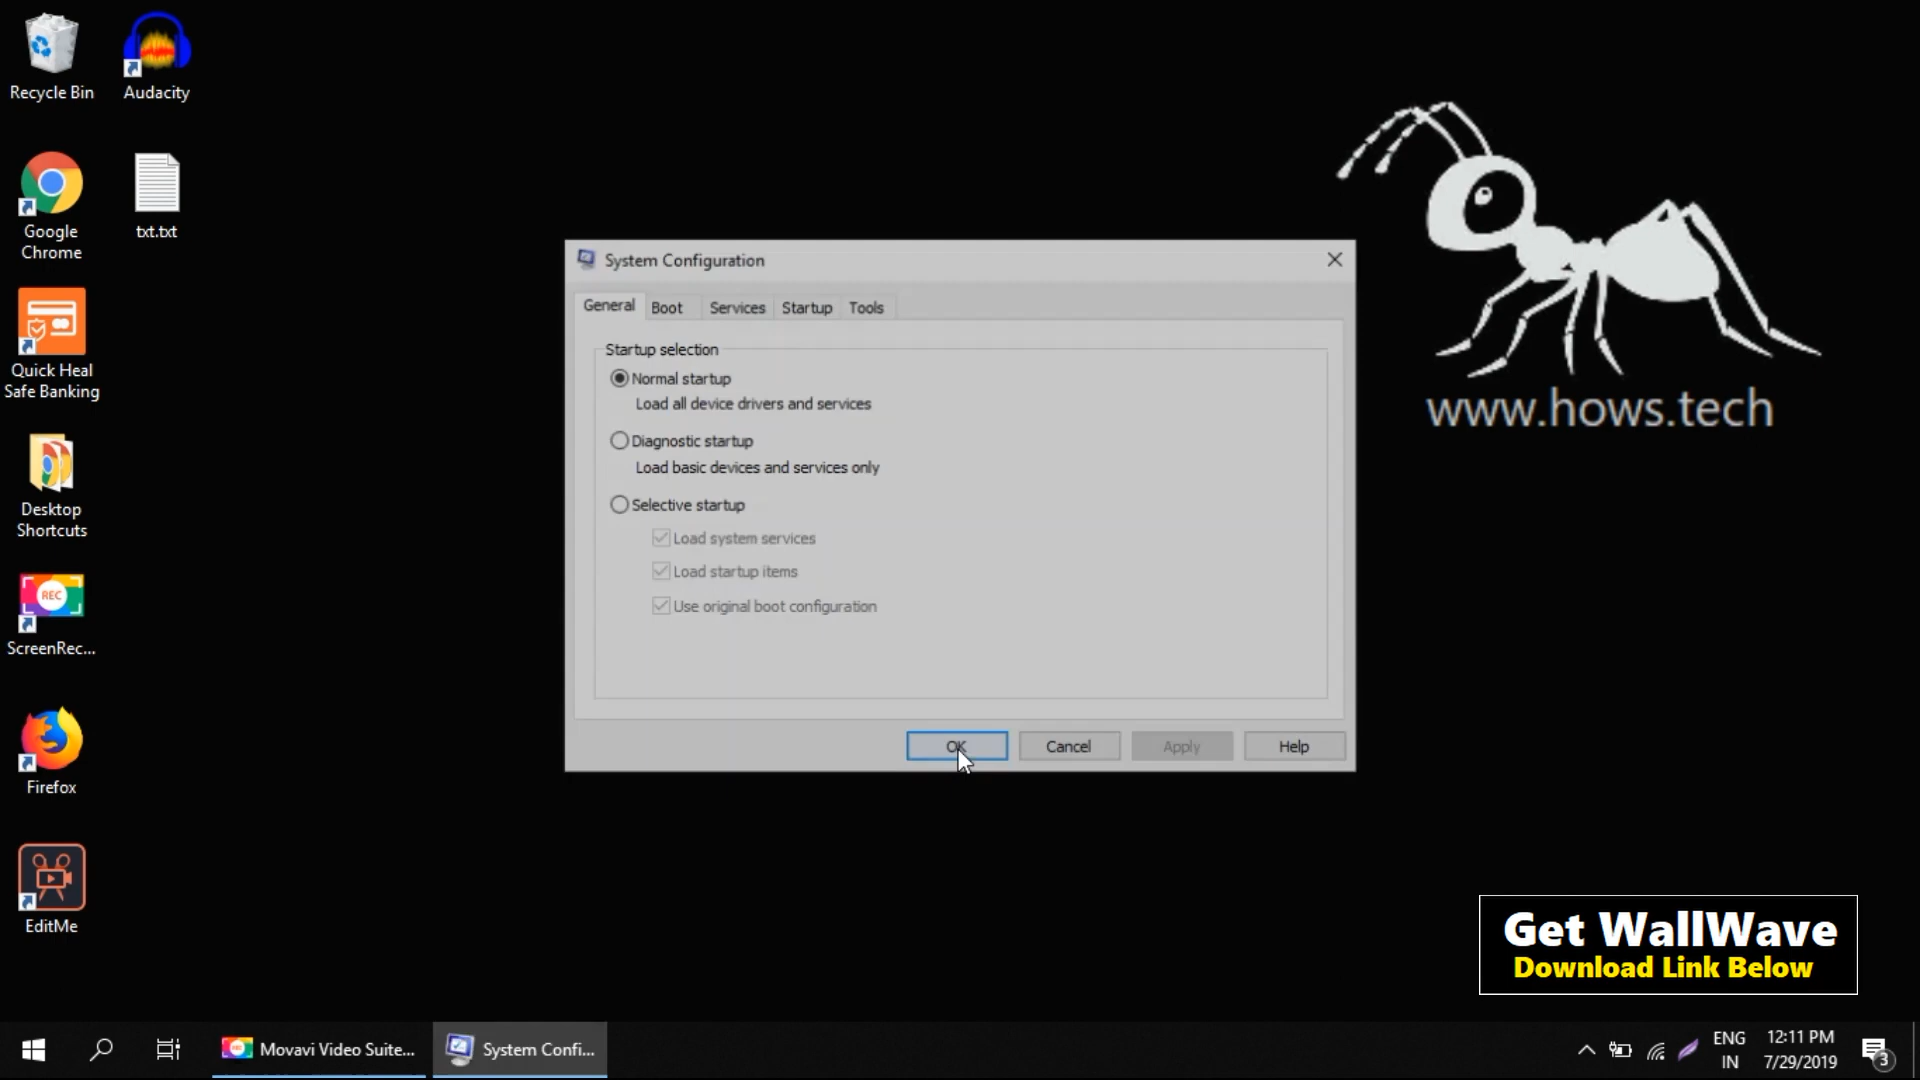 Recycle Bin
Audacity
Google
Chrome
txt.txt
Quick Heal
Safe Banking
Desktop
Shortcuts
REC
ScreenRec...
Firefox
EditMe
System Configuration
General
Boot
Services
Startup
Tools
Startup selection
Normal startup
Load all device drivers and services
Diagnostic startup
Load basic devices and services only
Selective startup
Load system services
Load startup items
Use original boot configuration
OK
Cancel
Apply
Help
www.hows.tech
Get WallWave
Download Link Below
Movavi Video Suite...
System Confi...
ENG
IN
12:11 PM
7/29/2019
3